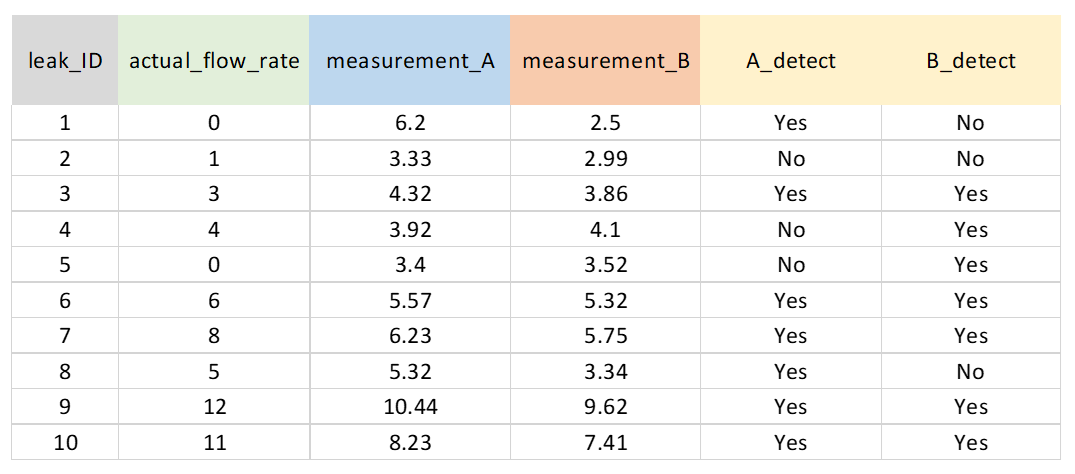 leak_ID actual_flow_rate measurement_A measurement_B A_detect B_detect
1 0 6.2 2.5 Yes No
2 1 3.33 2.99 No No
3 3 4.32 3.86 Yes Yes
4 4 3.92 4.1 No Yes
5 0 3.4 3.52 No Yes
6 6 5.57 5.32 Yes Yes
7 8 6.23 5.75 Yes Yes
8 5 5.32 3.34 Yes No
9 12 10.44 9.62 Yes Yes
10 11 8.23 7.41 Yes Yes